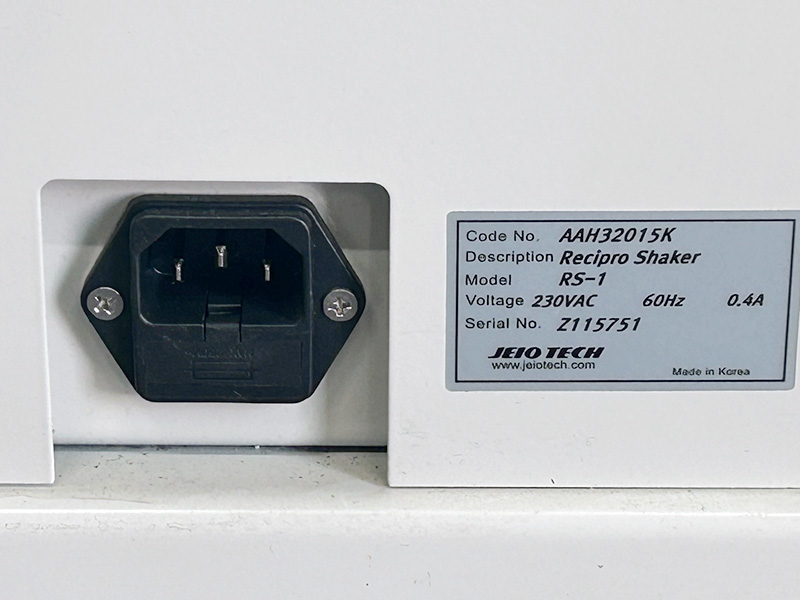 Code No. AAH32015K
Description Recipro Shaker
Model RS-1
Voltage 230VAC 60Hz 0.4A
Serial No. Z115751
JEIO TECH
www.jeiotech.com
Made in Korea